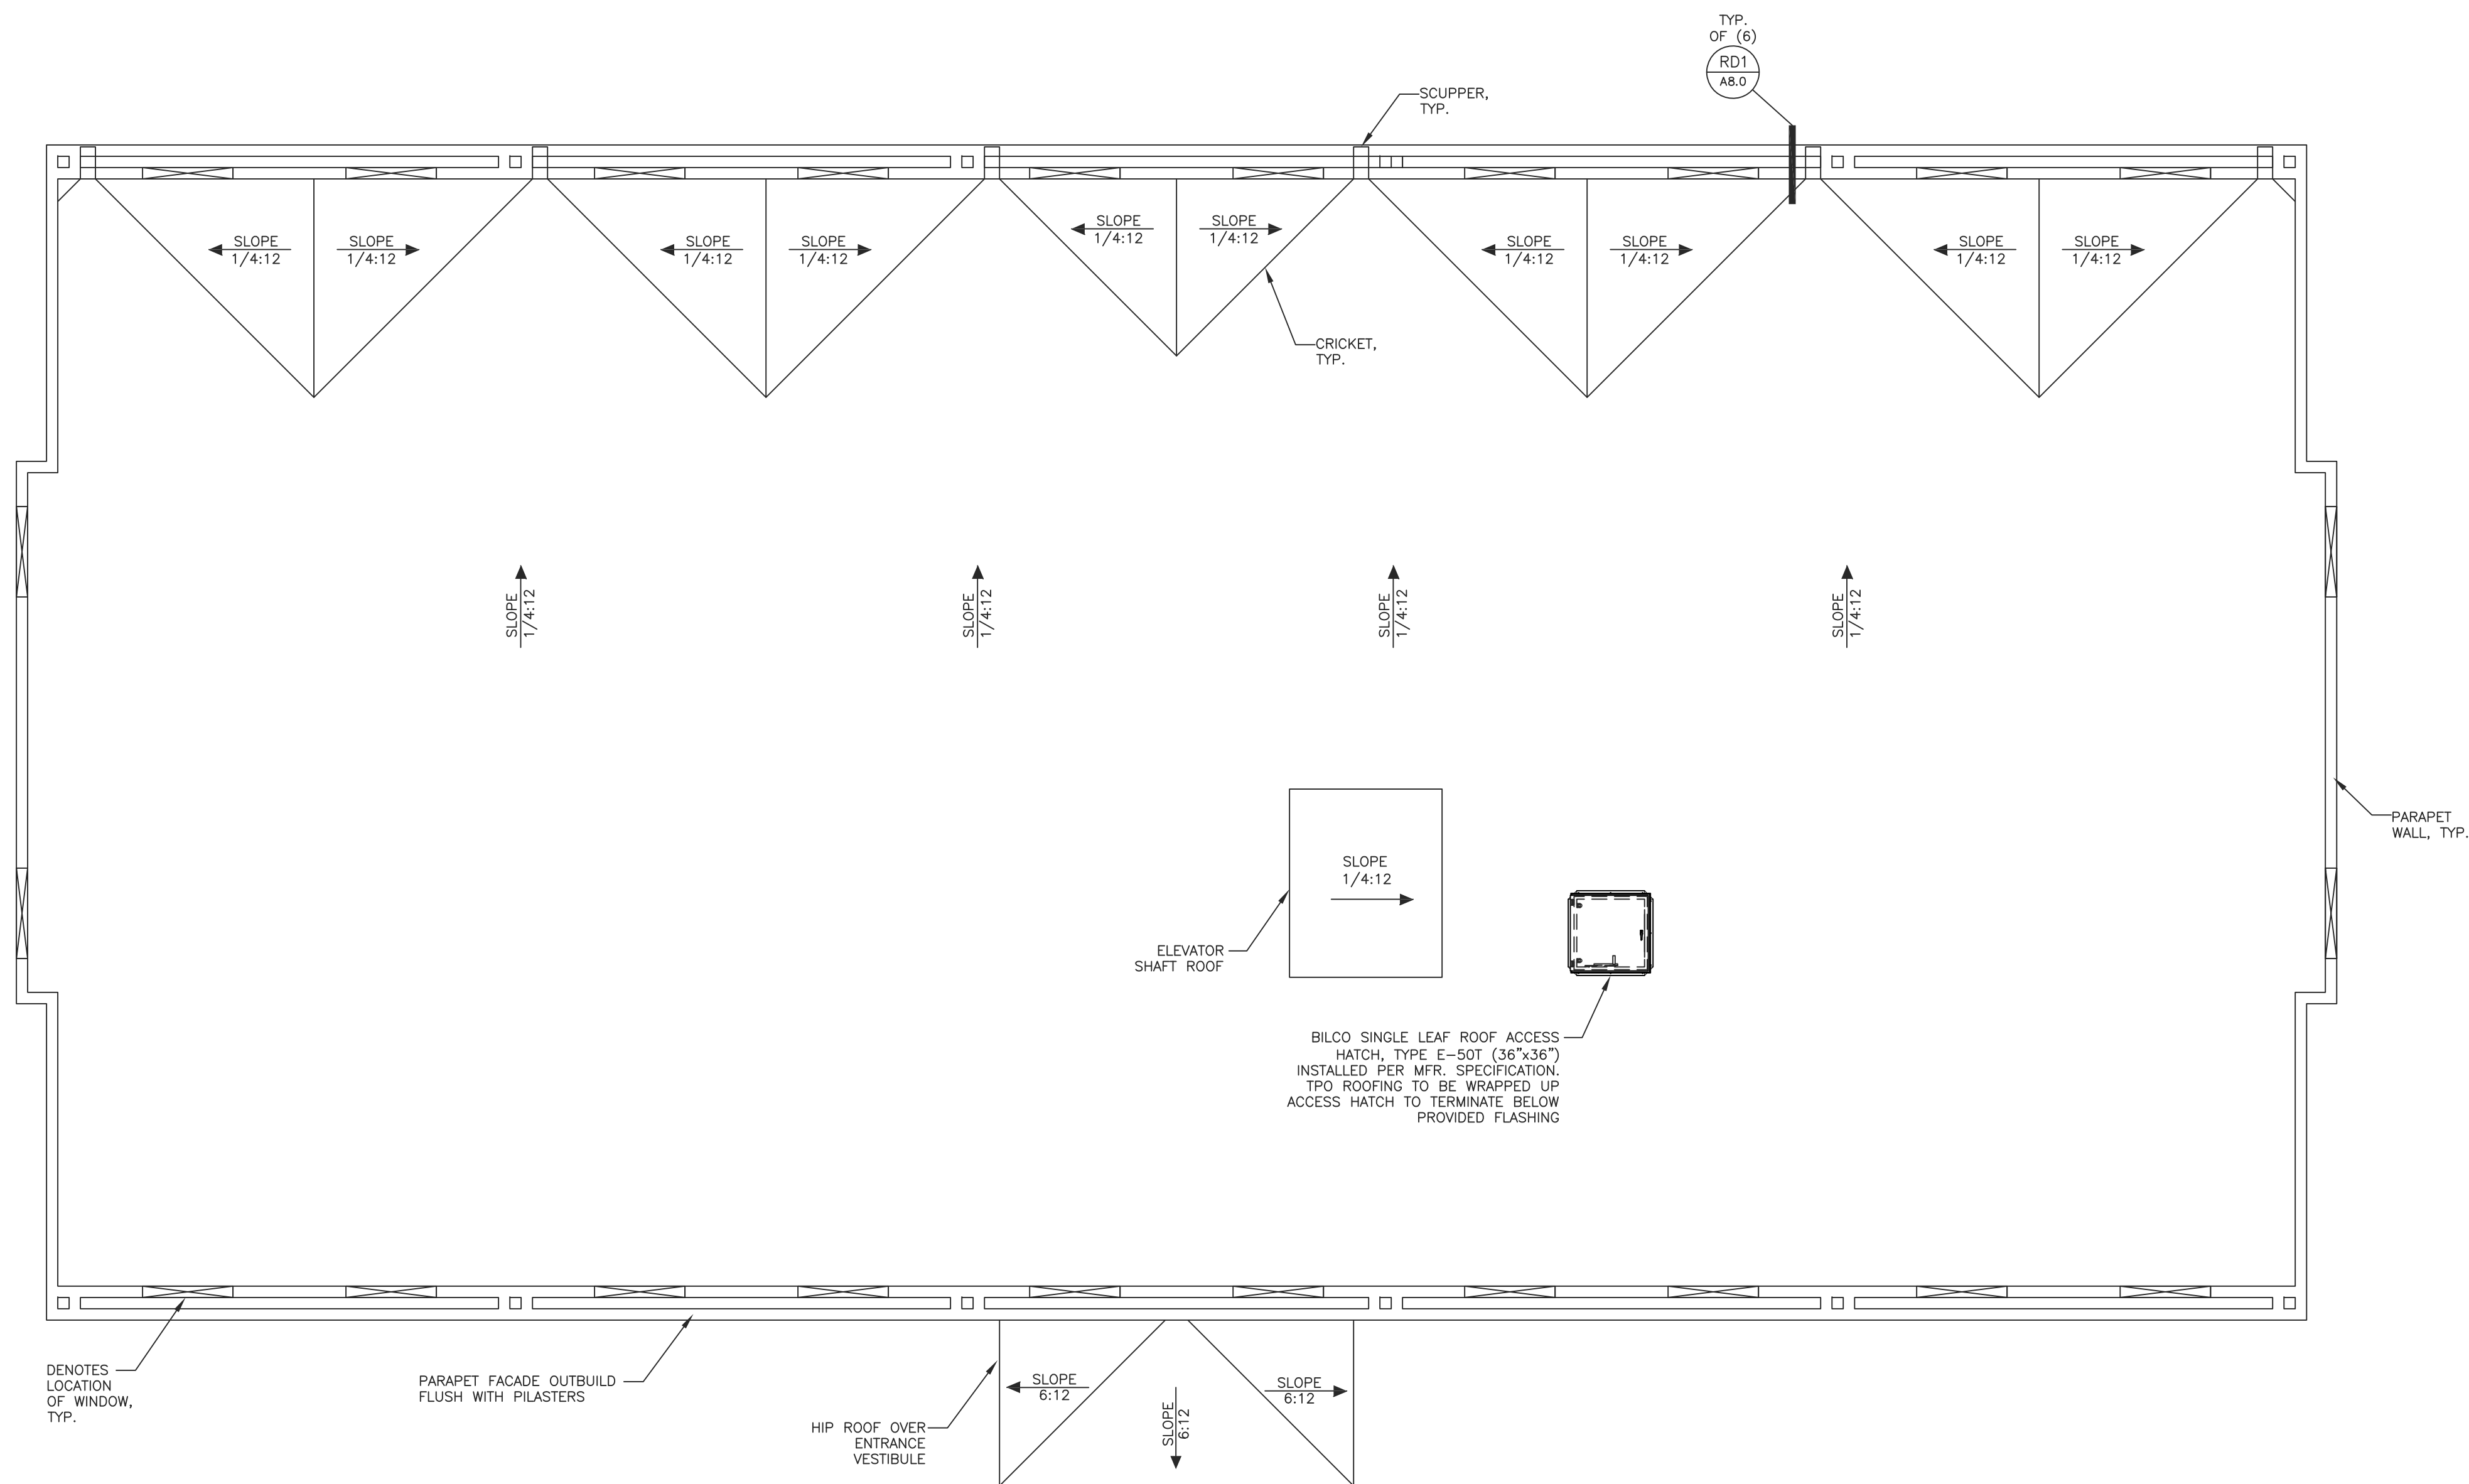 TYP.
OF (6)
RD1
A8.0
SCUPPER,
TYP.
SLOPE
1/4:12
SLOPE
1/4:12
SLOPE
1/4:12
SLOPE
1/4:12
SLOPE
1/4:12
SLOPE
1/4:12
SLOPE
1/4:12
SLOPE
1/4:12
SLOPE
1/4:12
SLOPE
1/4:12
CRICKET,
TYP.
SLOPE
1/4:12
SLOPE
1/4:12
SLOPE
1/4:12
SLOPE
1/4:12
PARAPET
WALL, TYP.
SLOPE
1/4:12
ELEVATOR
SHAFT ROOF
BILCO SINGLE LEAF ROOF ACCESS
HATCH, TYPE E-50T (36"x36")
INSTALLED PER MFR. SPECIFICATION.
TPO ROOFING TO BE WRAPPED UP
ACCESS HATCH TO TERMINATE BELOW
PROVIDED FLASHING
DENOTES
LOCATION
OF WINDOW,
TYP.
PARAPET FACADE OUTBUILD
FLUSH WITH PILASTERS
HIP ROOF OVER
ENTRANCE
VESTIBULE
SLOPE
6:12
SLOPE
6:12
SLOPE
6:12